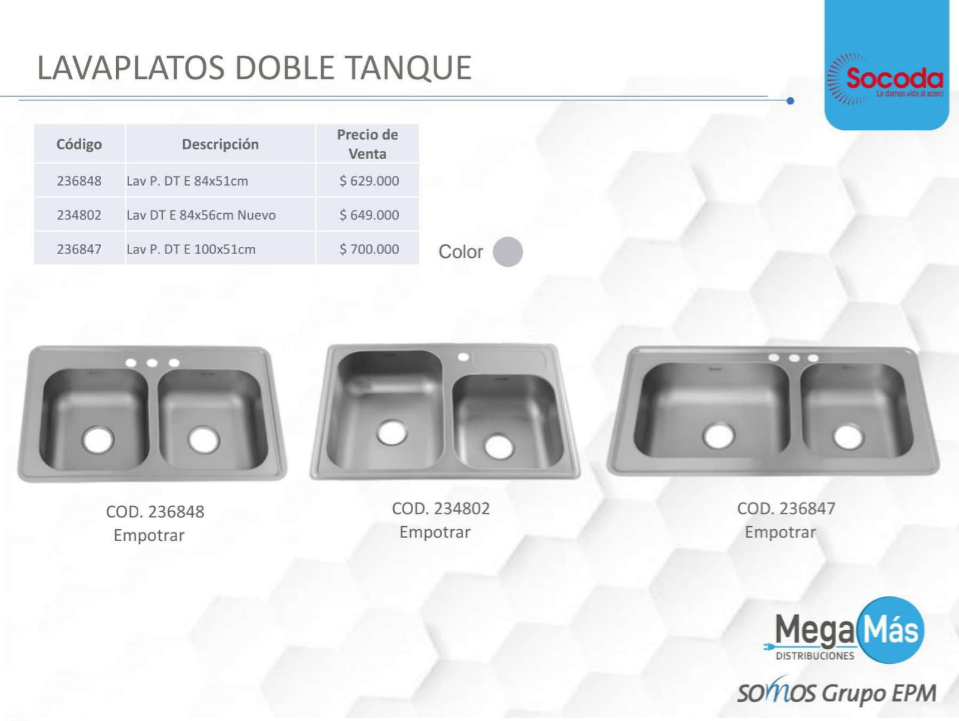 LAVAPLATOS DOBLE TANQUE
Socoda
Le damos vida al acero
Código Descripción Precio de Venta
236848 Lav P. DT E 84x51cm $ 629.000
234802 Lav DT E 84x56cm Nuevo $ 649.000
236847 Lav P. DT E 100x51cm $ 700.000
Color
COD. 236848
Empotrar
COD. 234802
Empotrar
COD. 236847
Empotrar
Mega Más
DISTRIBUCIONES
SOMOS Grupo EPM